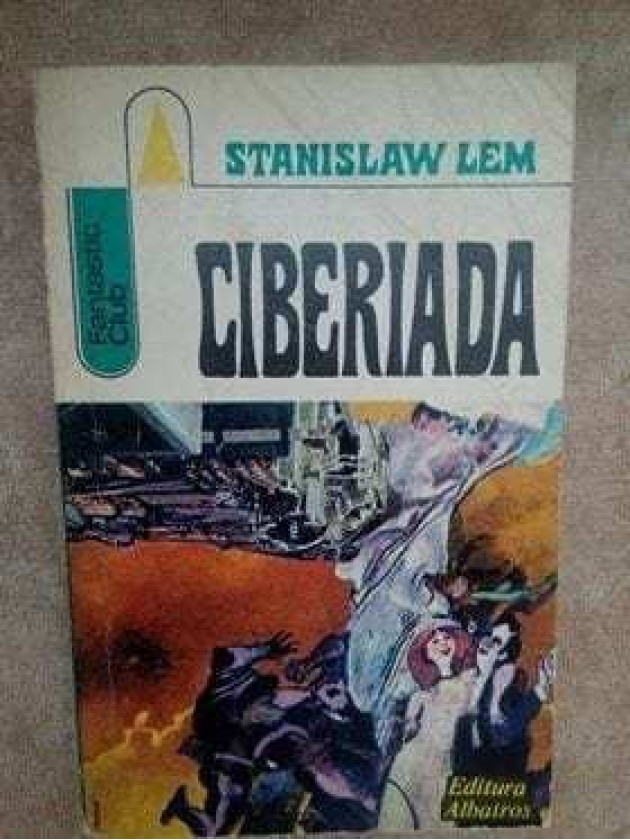 STANISLAW LEM
Fantastic
Club
CIBERIADA
Editura
Albatros